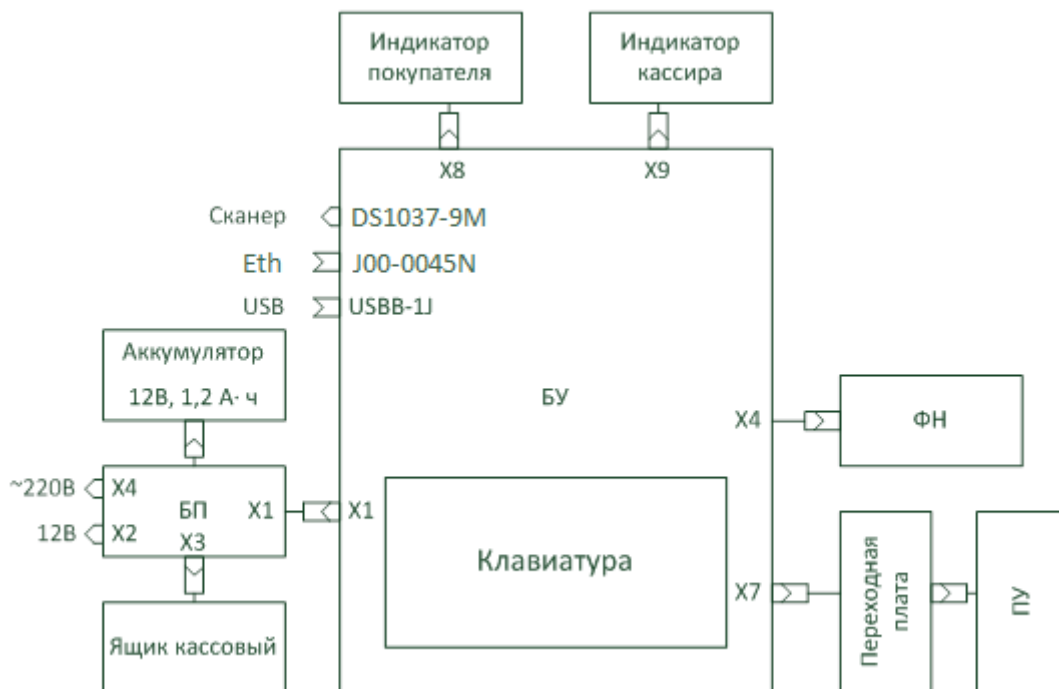 Индикатор
покупателя
Индикатор
кассира
X8
X9
Сканер
DS1037-9M
Eth
J00-0045N
USB
USBB-1J
Аккумулятор
12В, 1,2 А· ч
БУ
X4
ФН
~220В
X4
БП
X1
X1
12В
X2
X3
Клавиатура
X7
Переходная
плата
ПУ
Ящик кассовый